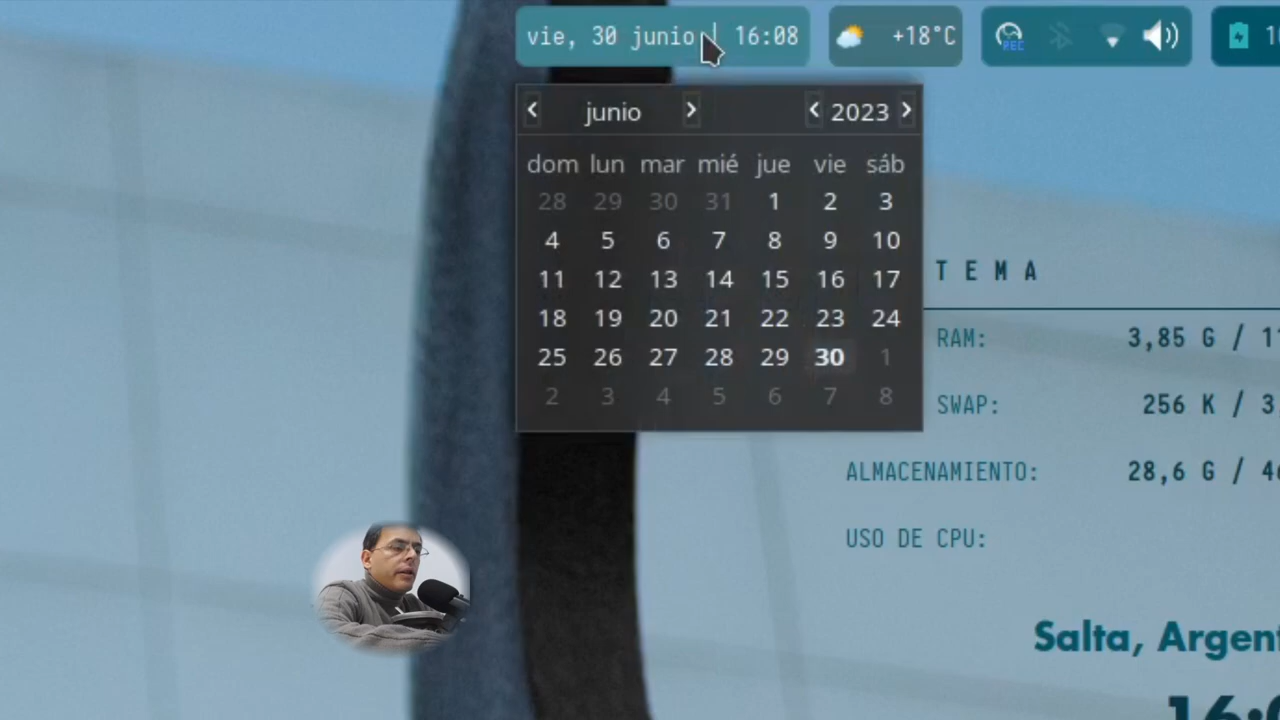 vie, 30 junio | 16:08
+18°C
REC
junio
2023
dom lun mar mié jue vie sáb
28 29 30 31 1 2 3
4 5 6 7 8 9 10
11 12 13 14 15 16 17
18 19 20 21 22 23 24
25 26 27 28 29 30 1
2 3 4 5 6 7 8
TEMA
RAM: 3,85 G /
SWAP: 256 K / 3
ALMACENAMIENTO: 28,6 G /
USO DE CPU:
Salta, Argent